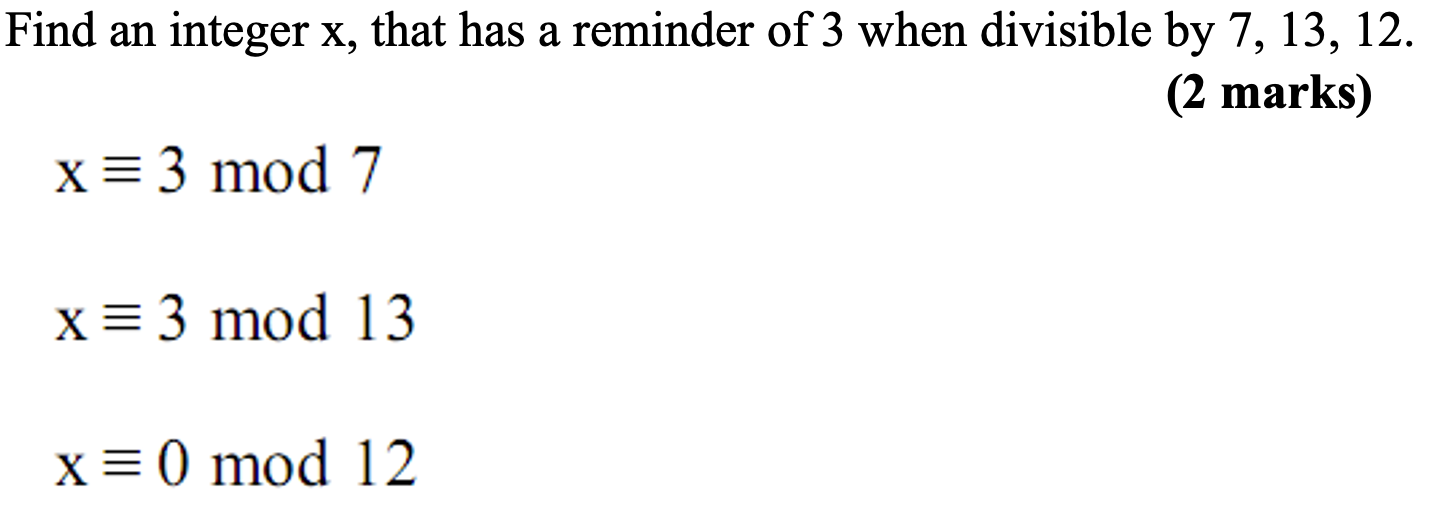 Find an integer x, that has a reminder of 3 when divisible by 7, 13, 12.
(2 marks)
x ≡ 3 mod 7
x ≡ 3 mod 13
x ≡ 0 mod 12